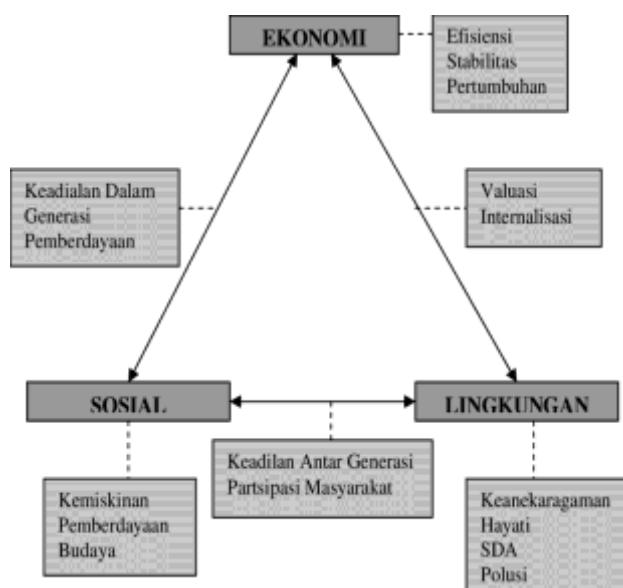 EKONOMI
Efisiensi
Stabilitas
Pertumbuhan
Keadialan Dalam
Generasi
Pemberdayaan
Valuasi
Internalisasi
SOSIAL
LINGKUNGAN
Keadilan Antar Generasi
Partsipasi Masyarakat
Kemiskinan
Pemberdayaan
Budaya
Keanekaragaman
Hayati
SDA
Polusi